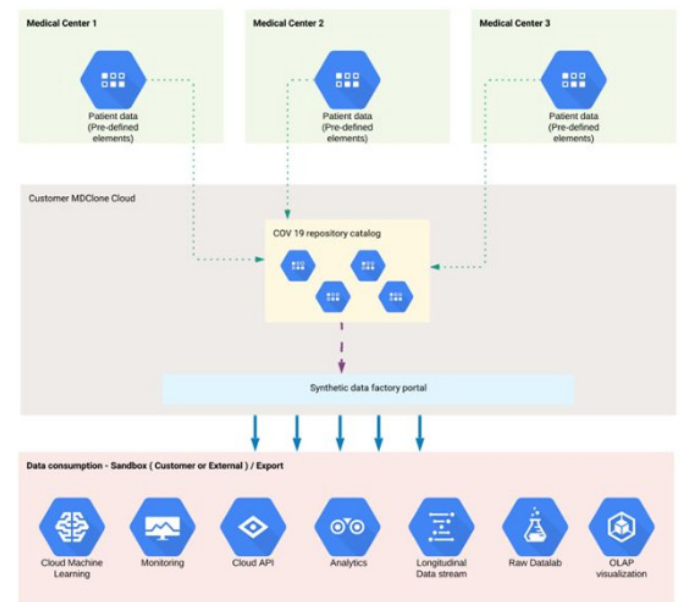 Medical Center 1
Medical Center 2
Medical Center 3
Patient data
(Pre-defined
elements)
Patient data
(Pre-defined
elements)
Patient data
(Pre-defined
elements)
Customer MDClone Cloud
COV 19 repository catalog
Synthetic data factory portal
Data consumption - Sandbox ( Customer or External ) / Export
Cloud Machine
Learning
Monitoring
Cloud API
Analytics
Longitudinal
Data stream
Raw Datalab
OLAP
visualization